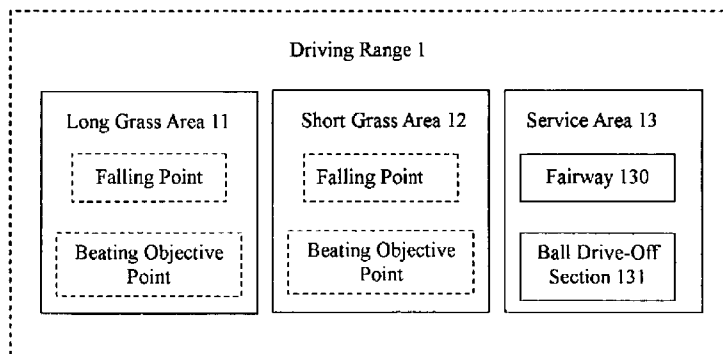 Driving Range 1
Long Grass Area 11
Falling Point
Beating Objective
Point
Short Grass Area 12
Falling Point
Beating Objective
Point
Service Area 13
Fairway 130
Ball Drive-Off
Section 131